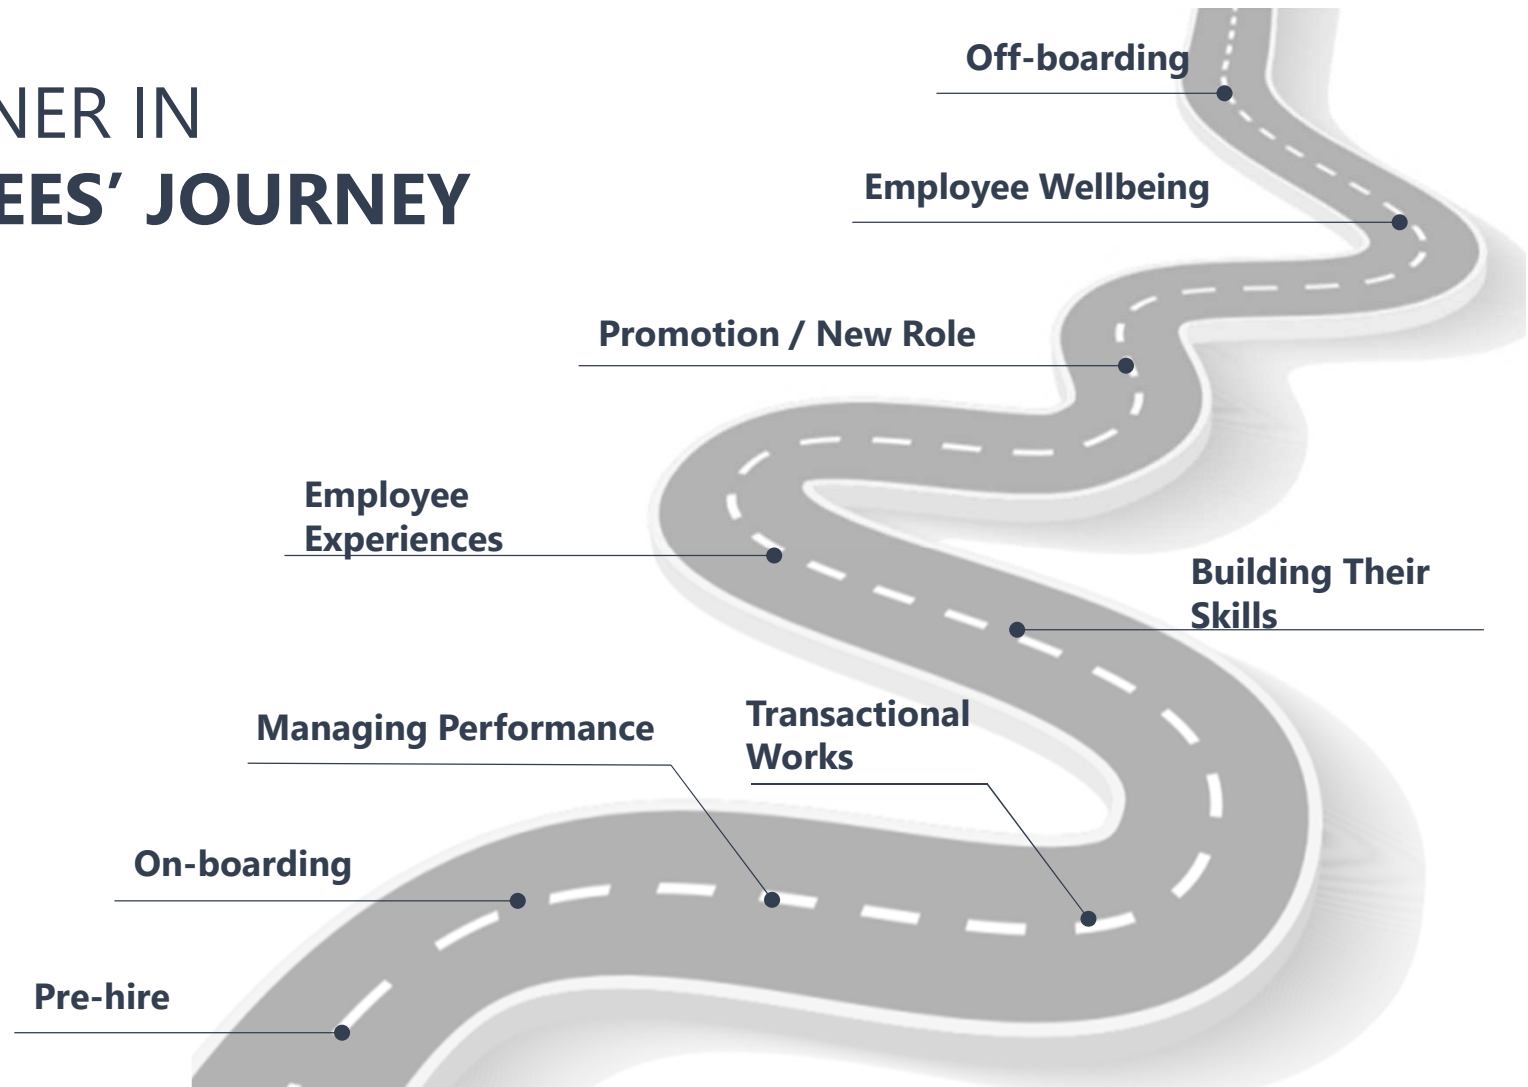 NER IN
EES’ JOURNEY
Off-boarding
Employee Wellbeing
Promotion / New Role
Employee
Experiences
Building Their
Skills
Managing Performance
Transactional
Works
On-boarding
Pre-hire